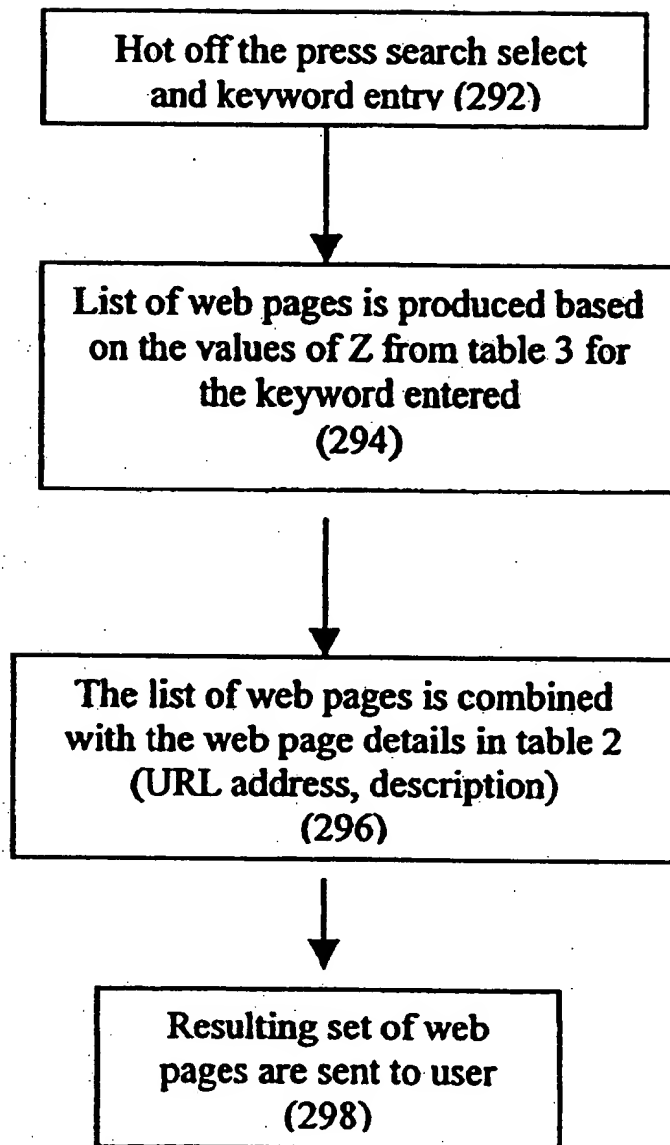 Hot off the press search select
and keyword entry (292)
List of web pages is produced based
on the values of Z from table 3 for
the keyword entered
(294)
The list of web pages is combined
with the web page details in table 2
(URL address, description)
(296)
Resulting set of web
pages are sent to user
(298)